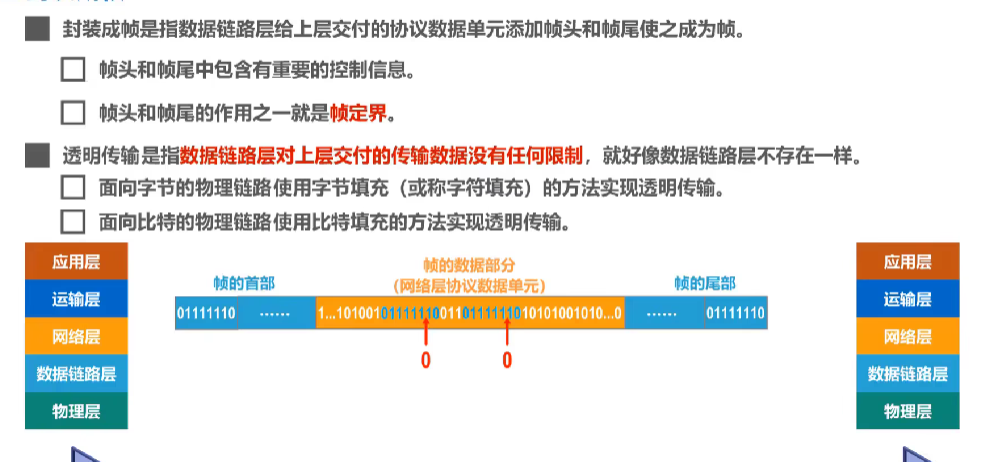 封装成帧是指数据链路层给上层交付的协议数据单元添加帧头和帧尾使之成为帧。
帧头和帧尾中包含有重要的控制信息。
帧头和帧尾的作用之一就是帧定界。
透明传输是指数据链路层对上层交付的传输数据没有任何限制，就好像数据链路层不存在一样。
面向字节的物理链路使用字节填充（或称字符填充）的方法实现透明传输。
面向比特的物理链路使用比特填充的方法实现透明传输。
应用层
运输层
网络层
数据链路层
物理层
帧的首部
帧的数据部分
(网络层协议数据单元)
帧的尾部
01111110 ······ 1...10100101111110001101111111010101001010...0 ······ 01111110
0 0
应用层
运输层
网络层
数据链路层
物理层